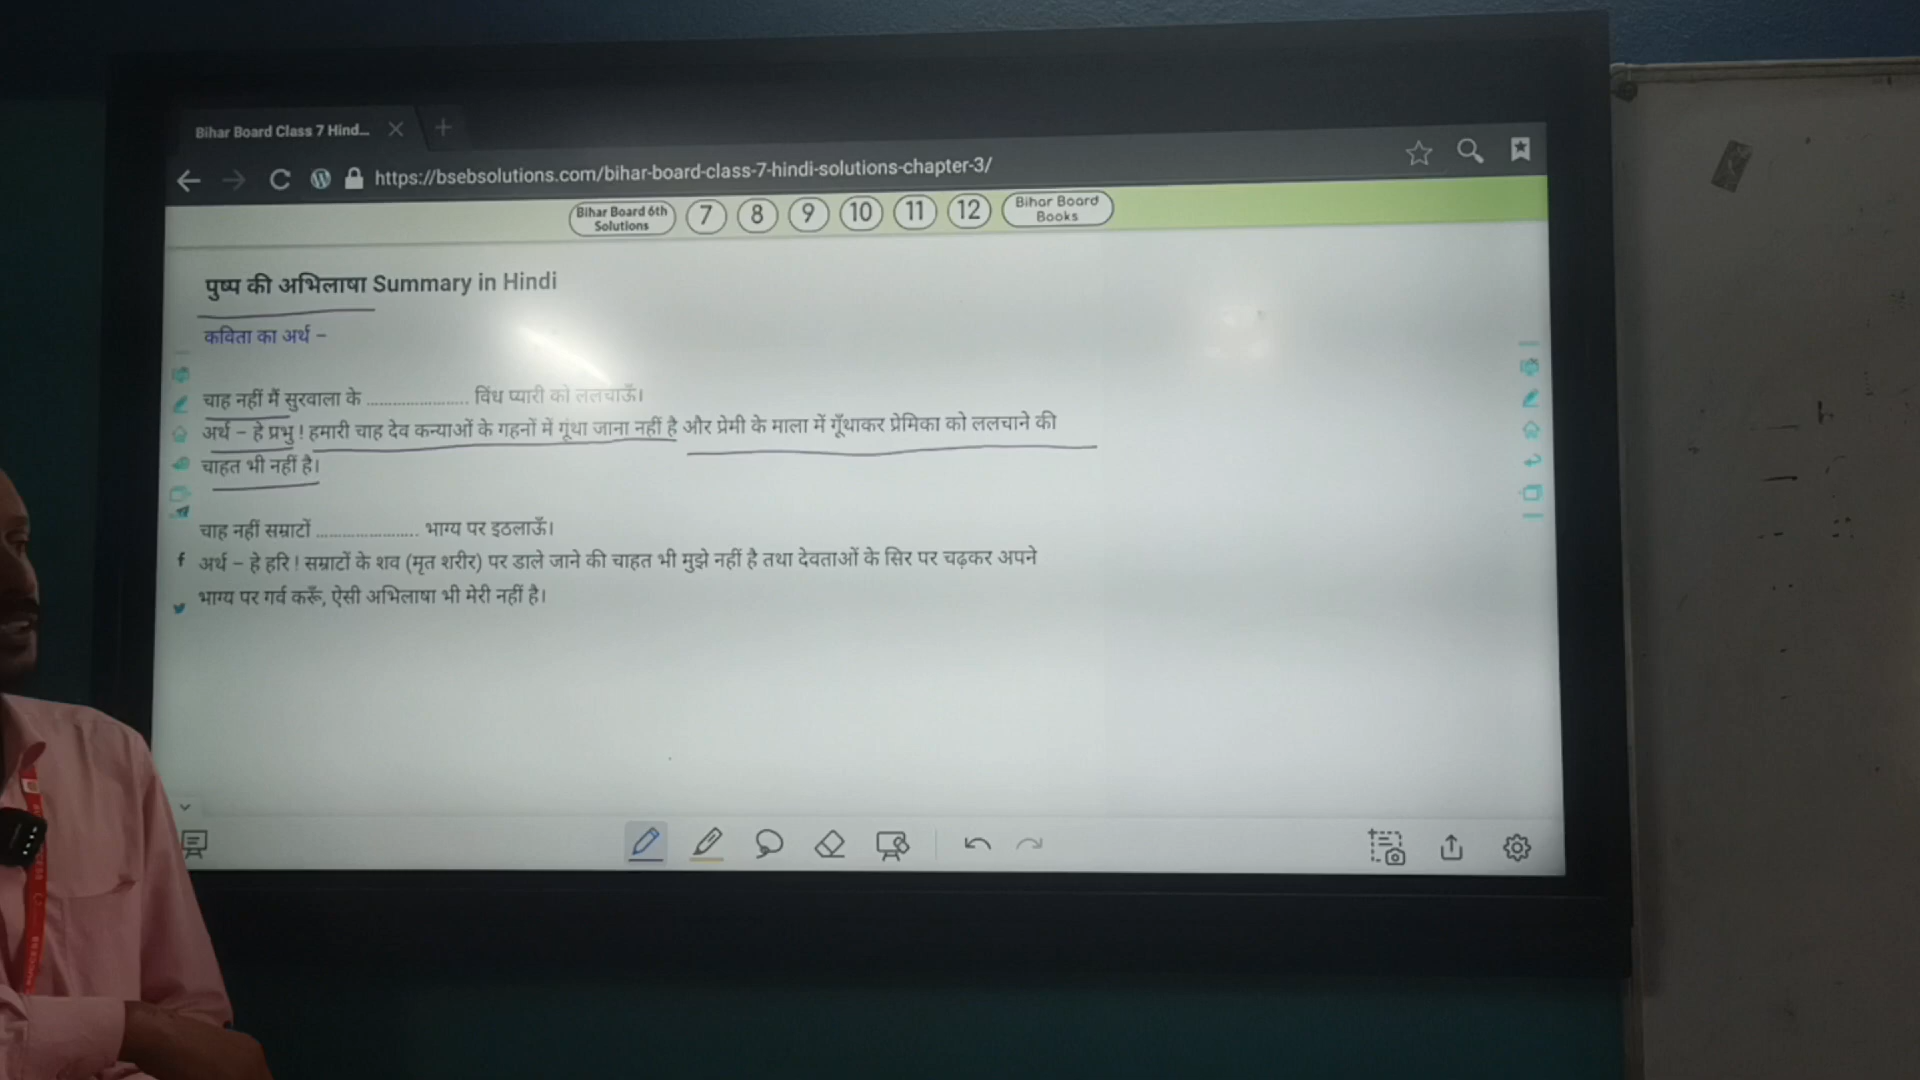 Bihar Board Class 7 Hind...
https://bsebsolutions.com/bihar-board-class-7-hindi-solutions-chapter-3/
Bihar Board 6th Solutions 7 8 9 10 11 12 Bihar Board Books
पुष्प की अभिलाषा Summary in Hindi
कविता का अर्थ –
चाह नहीं मैं सुरवाला के ........................ विंध प्यारी को ललचाऊँ।
अर्थ – हे प्रभु ! हमारी चाह देव कन्याओं के गहनों में गूंथा जाना नहीं है और प्रेमी के माला में गूँथाकर प्रेमिका को ललचाने की
चाहत भी नहीं है।
चाह नहीं सम्राटों ........................ भाग्य पर इठलाऊँ।
अर्थ – हे हरि ! सम्राटों के शव (मृत शरीर) पर डाले जाने की चाहत भी मुझे नहीं है तथा देवताओं के सिर पर चढ़कर अपने
भाग्य पर गर्व करूँ, ऐसी अभिलाषा भी मेरी नहीं है।